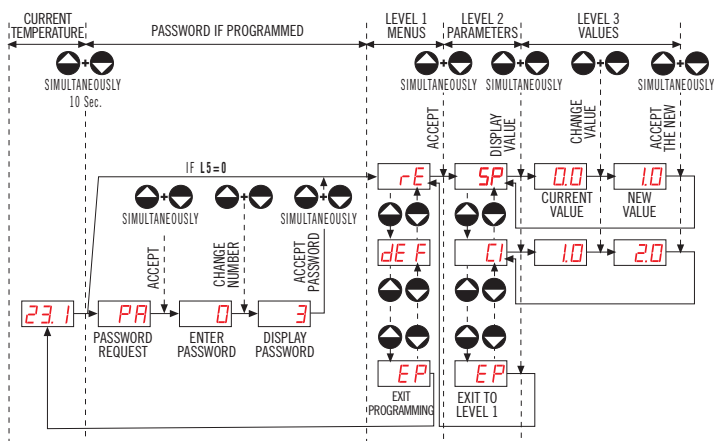 CURRENT
TEMPERATURE
PASSWORD IF PROGRAMMED
LEVEL 1
MENUS
LEVEL 2
PARAMETERS
LEVEL 3
VALUES
+
SIMULTANEOUSLY
10 Sec.
+
SIMULTANEOUSLY
+
SIMULTANEOUSLY
+
+
SIMULTANEOUSLY
ACCEPT
DISPLAY
VALUE
CHANGE
VALUE
ACCEPT
THE NEW
IF L5=0
rE
SP
0.0
1.0
CURRENT
VALUE
NEW
VALUE
+
SIMULTANEOUSLY
+
+
SIMULTANEOUSLY
ACCEPT
CHANGE
NUMBER
ACCEPT
PASSWORD
dEF
C1
1.0
2.0
23.1
PA
0
3
PASSWORD
REQUEST
ENTER
PASSWORD
DISPLAY
PASSWORD
EP
EP
EXIT
PROGRAMMING
EXIT TO
LEVEL 1